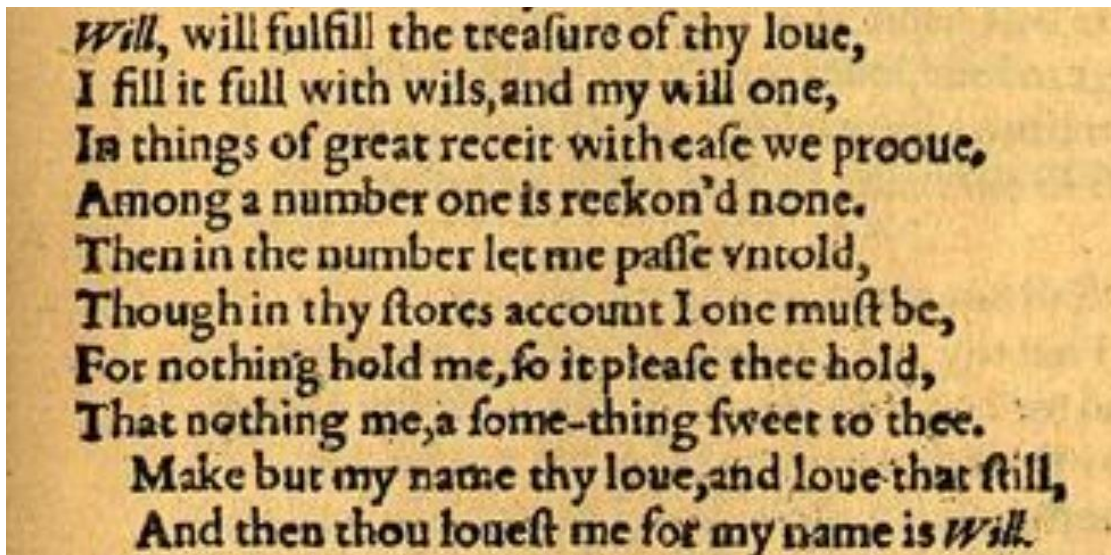 Will, will fulfill the treaſure of thy loue,
I fill it full with wils,and my will one,
In things of great receit with eaſe we prooue,
Among a number one is reckon'd none.
Then in the number let me paſſe vntold,
Though in thy ſtores account I one muſt be,
For nothing hold me,ſo it pleaſe thee hold,
That nothing me,a ſome-thing ſweet to thee.
Make but my name thy loue,and loue that ſtill,
And then thou loueſt me for my name is Will.